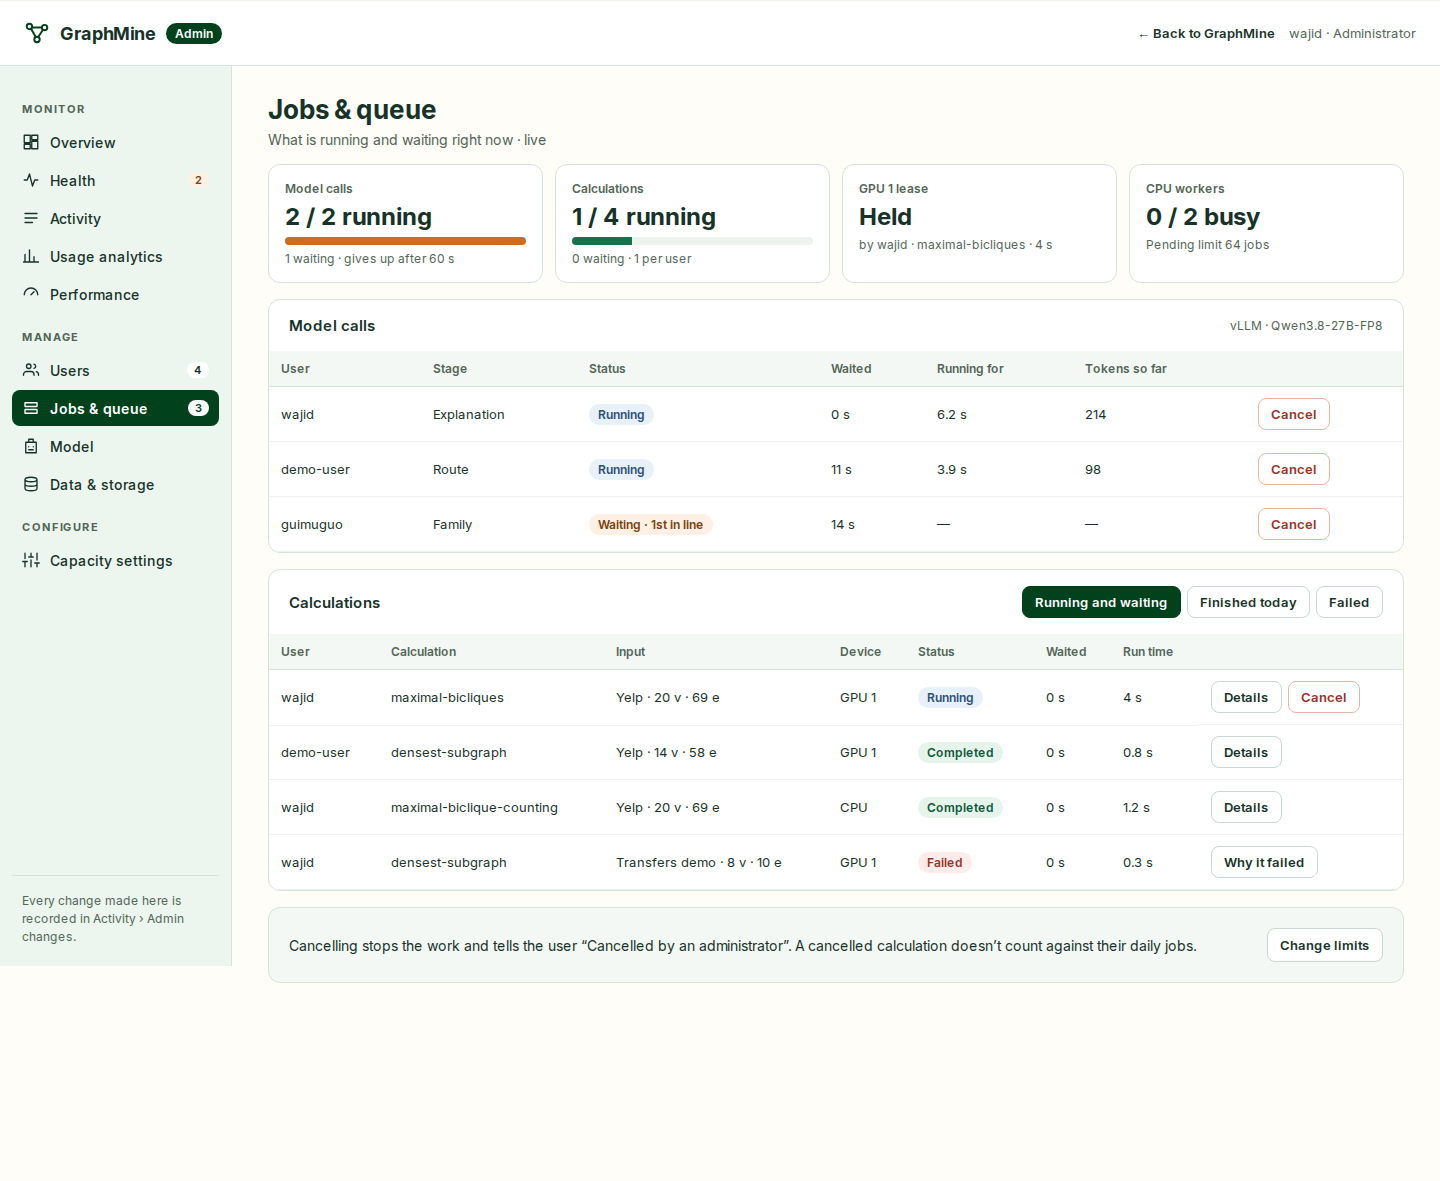 GraphMine Admin
← Back to GraphMine wajid · Administrator
MONITOR
Overview
Health 2
Activity
Usage analytics
Performance
MANAGE
Users 4
Jobs & queue 3
Model
Data & storage
CONFIGURE
Capacity settings
Every change made here is
recorded in Activity › Admin
changes.
Jobs & queue
What is running and waiting right now · live
Model calls
2 / 2 running
1 waiting · gives up after 60 s
Calculations
1 / 4 running
0 waiting · 1 per user
GPU 1 lease
Held
by wajid · maximal-bicliques · 4 s
CPU workers
0 / 2 busy
Pending limit 64 jobs
Model calls vLLM · Qwen3.8-27B-FP8
User Stage Status Waited Running for Tokens so far
wajid Explanation Running 0 s 6.2 s 214 Cancel
demo-user Route Running 11 s 3.9 s 98 Cancel
guimuguo Family Waiting · 1st in line 14 s — — Cancel
Calculations Running and waiting Finished today Failed
User Calculation Input Device Status Waited Run time
wajid maximal-bicliques Yelp · 20 v · 69 e GPU 1 Running 0 s 4 s Details Cancel
demo-user densest-subgraph Yelp · 14 v · 58 e GPU 1 Completed 0 s 0.8 s Details
wajid maximal-biclique-counting Yelp · 20 v · 69 e CPU Completed 0 s 1.2 s Details
wajid densest-subgraph Transfers demo · 8 v · 10 e GPU 1 Failed 0 s 0.3 s Why it failed
Cancelling stops the work and tells the user “Cancelled by an administrator”. A cancelled calculation doesn’t count against their daily jobs. Change limits